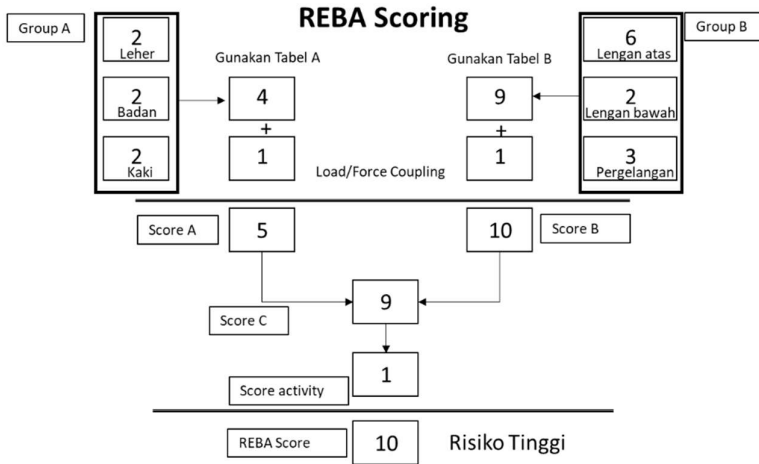 REBA Scoring
Group A
Group B
2
Leher
2
Badan
2
Kaki
Gunakan Tabel A
4
+
1
Gunakan Tabel B
9
+
1
6
Lengan atas
2
Lengan bawah
3
Pergelangan
Load/Force Coupling
Score A
5
10
Score B
9
Score C
1
Score activity
REBA Score
10
Risiko Tinggi